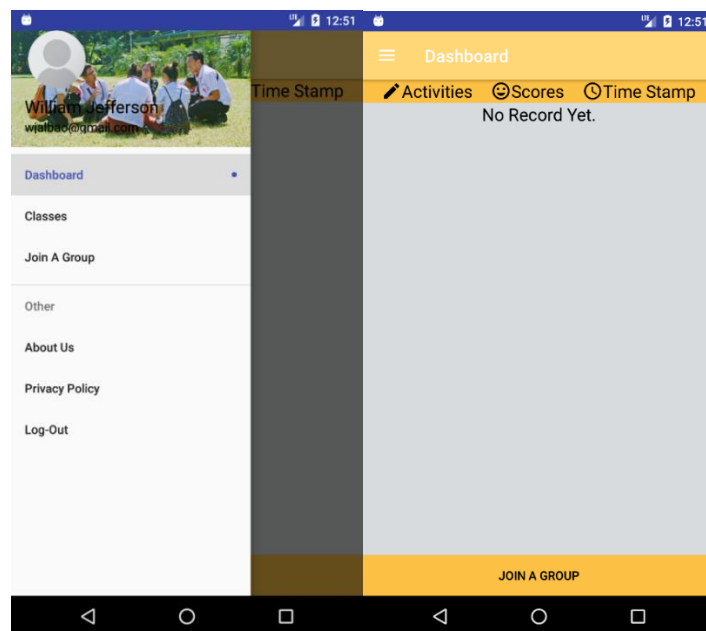 12:51
Time Stamp
William Jefferson
wjalbao@gmail.com
Dashboard
Classes
Join A Group
Other
About Us
Privacy Policy
Log-Out
12:51
Dashboard
Activities Scores Time Stamp
No Record Yet.
JOIN A GROUP